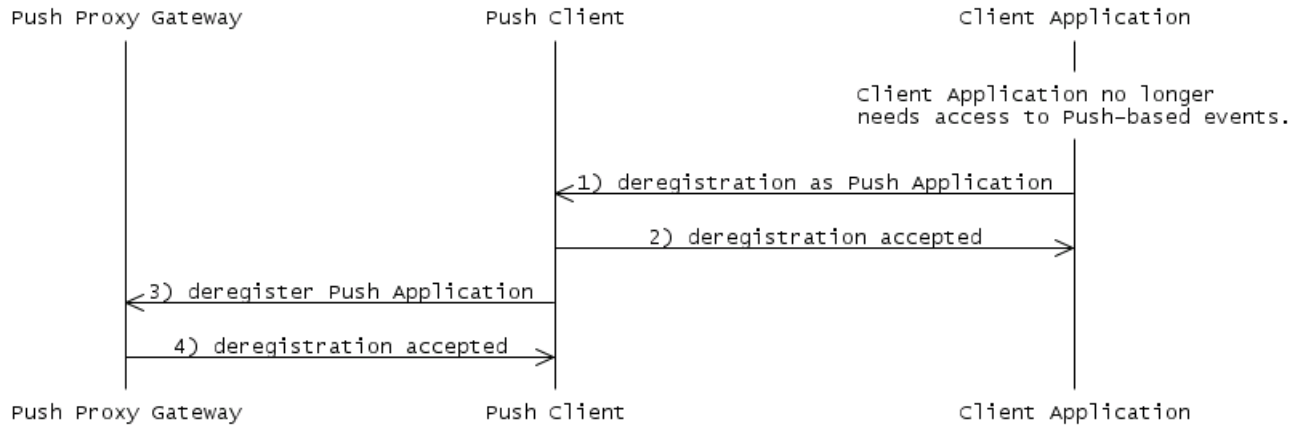 Push Proxy Gateway
Push Client
Client Application
Client Application no longer
needs access to Push-based events.
1) deregistration as Push Application
2) deregistration accepted
3) deregister Push Application
4) deregistration accepted
Push Proxy Gateway
Push Client
Client Application